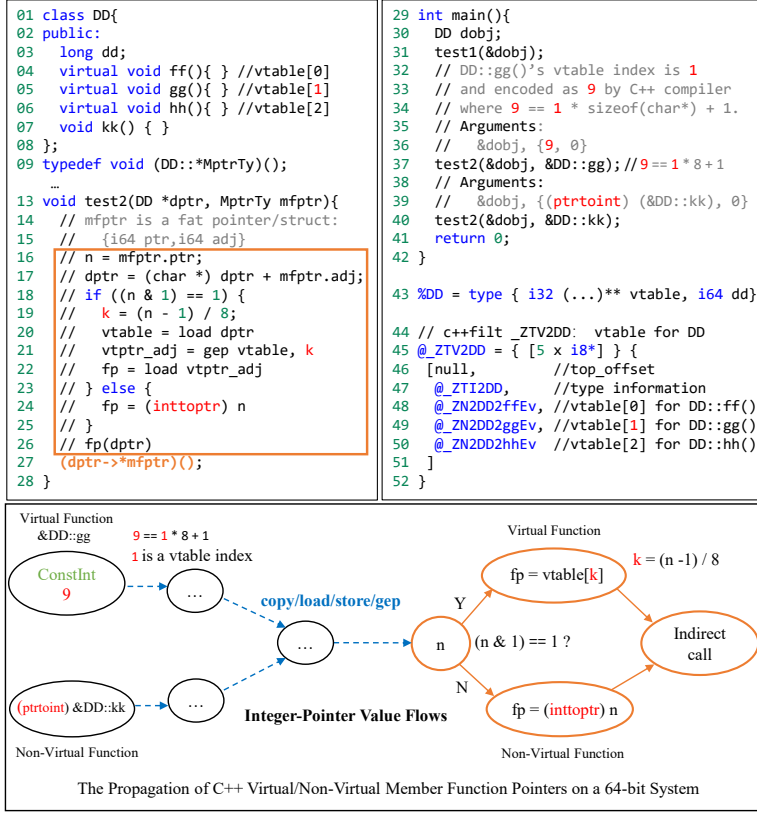 01 class DD{
02 public:
03   long dd;
04   virtual void ff(){ } //vtable[0]
05   virtual void gg(){ } //vtable[1]
06   virtual void hh(){ } //vtable[2]
07   void kk() { }
08 };
09 typedef void (DD::*MptrTy)();
…
13 void test2(DD *dptr, MptrTy mfptr){
14   // mfptr is a fat pointer/struct:
15   //   {i64 ptr,i64 adj}
16   // n = mfptr.ptr;
17   // dptr = (char *) dptr + mfptr.adj;
18   // if ((n & 1) == 1) {
19   //   k = (n - 1) / 8;
20   //   vtable = load dptr
21   //   vtptr_adj = gep vtable, k
22   //   fp = load vtptr_adj
23   // } else {
24   //   fp = (inttoptr) n
25   // }
26   // fp(dptr)
27   (dptr->*mfptr)();
28 }
29 int main(){
30   DD dobj;
31   test1(&dobj);
32   // DD::gg()'s vtable index is 1
33   // and encoded as 9 by C++ compiler
34   // where 9 == 1 * sizeof(char*) + 1.
35   // Arguments:
36   //   &dobj, {9, 0}
37   test2(&dobj, &DD::gg);//9==1*8+1
38   // Arguments:
39   //   &dobj, {(ptrtoint) (&DD::kk), 0}
40   test2(&dobj, &DD::kk);
41   return 0;
42 }
43 %DD = type { i32 (...)** vtable, i64 dd}
44 // c++filt _ZTV2DD: vtable for DD
45 @_ZTV2DD = { [5 x i8*] } {
46  [null,          //top_offset
47   @_ZTI2DD,      //type information
48   @_ZN2DD2ffEv, //vtable[0] for DD::ff()
49   @_ZN2DD2ggEv, //vtable[1] for DD::gg()
50   @_ZN2DD2hhEv  //vtable[2] for DD::hh()
51  ]
52 }
Virtual Function
&DD::gg
9 == 1 * 8 + 1
1 is a vtable index
ConstInt
9
…
copy/load/store/gep
…
(ptrtoint) &DD::kk
…
Non-Virtual Function
Integer-Pointer Value Flows
n
(n & 1) == 1 ?
Y
N
Virtual Function
fp = vtable[k]
k = (n -1) / 8
fp = (inttoptr) n
Non-Virtual Function
Indirect
call
The Propagation of C++ Virtual/Non-Virtual Member Function Pointers on a 64-bit System